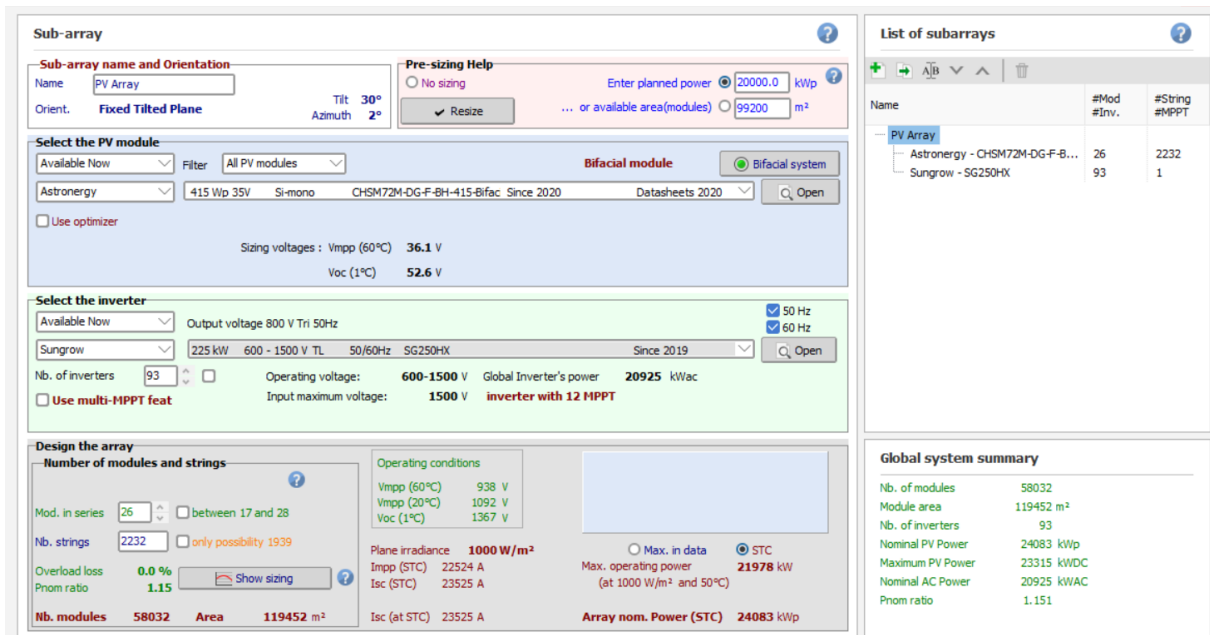 Sub-array
Sub-array name and Orientation
Name PV Array
Orient. Fixed Tilted Plane
Tilt 30°
Azimuth 2°
Pre-sizing Help
No sizing
Enter planned power 20000.0 kWp
Resize
... or available area(modules) 99200 m²
Select the PV module
Available Now Filter All PV modules Bifacial module Bifacial system
Astronergy 415 Wp 35V Si-mono CHSM72M-DG-F-BH-415-Bifac Since 2020 Datasheets 2020 Open
Use optimizer
Sizing voltages : Vmpp (60°C) 36.1 V
Voc (1°C) 52.6 V
Select the inverter
Available Now Output voltage 800 V Tri 50Hz
50 Hz
60 Hz
Sungrow 225 kW 600 - 1500 V TL 50/60Hz SG250HX Since 2019 Open
Nb. of inverters 93 Operating voltage: 600-1500 V Global Inverter's power 20925 kWac
Use multi-MPPT feat Input maximum voltage: 1500 V inverter with 12 MPPT
Design the array
Number of modules and strings
Mod. in series 26 between 17 and 28
Nb. strings 2232 only possibility 1939
Overload loss 0.0 %
Pnom ratio 1.15
Show sizing
Nb. modules 58032 Area 119452 m²
Operating conditions
Vmpp (60°C) 938 V
Vmpp (20°C) 1092 V
Voc (1°C) 1367 V
Plane irradiance 1000 W/m²
Impp (STC) 22524 A
Isc (STC) 23525 A
Isc (at STC) 23525 A
Max. in data STC
Max. operating power 21978 kW
(at 1000 W/m² and 50°C)
Array nom. Power (STC) 24083 kWp
List of subarrays
Name #Mod #String
#Inv. #MPPT
PV Array
Astronergy - CHSM72M-DG-F-B... 26 2232
Sungrow - SG250HX 93 1
Global system summary
Nb. of modules 58032
Module area 119452 m²
Nb. of inverters 93
Nominal PV Power 24083 kWp
Maximum PV Power 23315 kWDC
Nominal AC Power 20925 kWAC
Pnom ratio 1.151